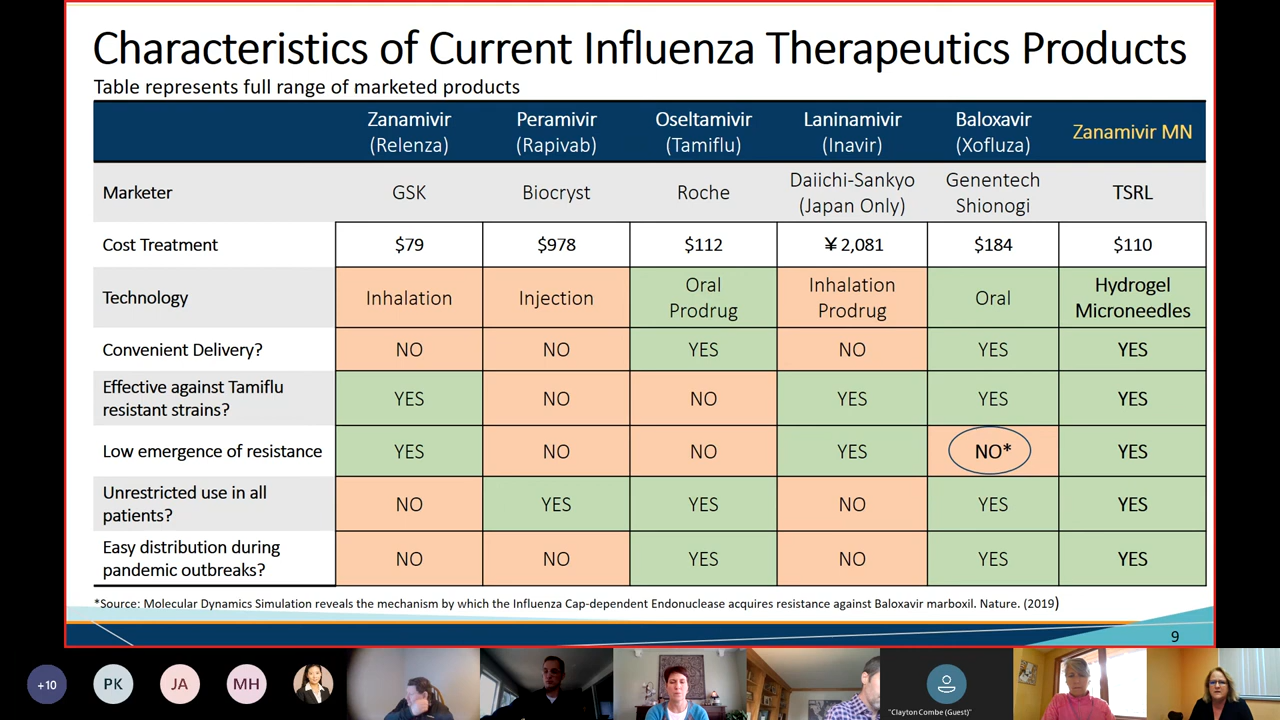 Characteristics of Current Influenza Therapeutics Products
Table represents full range of marketed products
Zanamivir (Relenza) Peramivir (Rapivab) Oseltamivir (Tamiflu) Laninamivir (Inavir) Baloxavir (Xofluza) Zanamivir MN
Marketer GSK Biocryst Roche Daiichi-Sankyo (Japan Only) Genentech Shionogi TSRL
Cost Treatment $79 $978 $112 ¥2,081 $184 $110
Technology Inhalation Injection Oral Prodrug Inhalation Prodrug Oral Hydrogel Microneedles
Convenient Delivery? NO NO YES NO YES YES
Effective against Tamiflu resistant strains? YES NO NO YES YES YES
Low emergence of resistance YES NO NO YES NO* YES
Unrestricted use in all patients? NO YES YES NO YES YES
Easy distribution during pandemic outbreaks? NO NO YES NO YES YES
*Source: Molecular Dynamics Simulation reveals the mechanism by which the Influenza Cap-dependent Endonuclease acquires resistance against Baloxavir marboxil. Nature. (2019)
9
+10 PK JA MH
"Clayton Combe (Guest)"